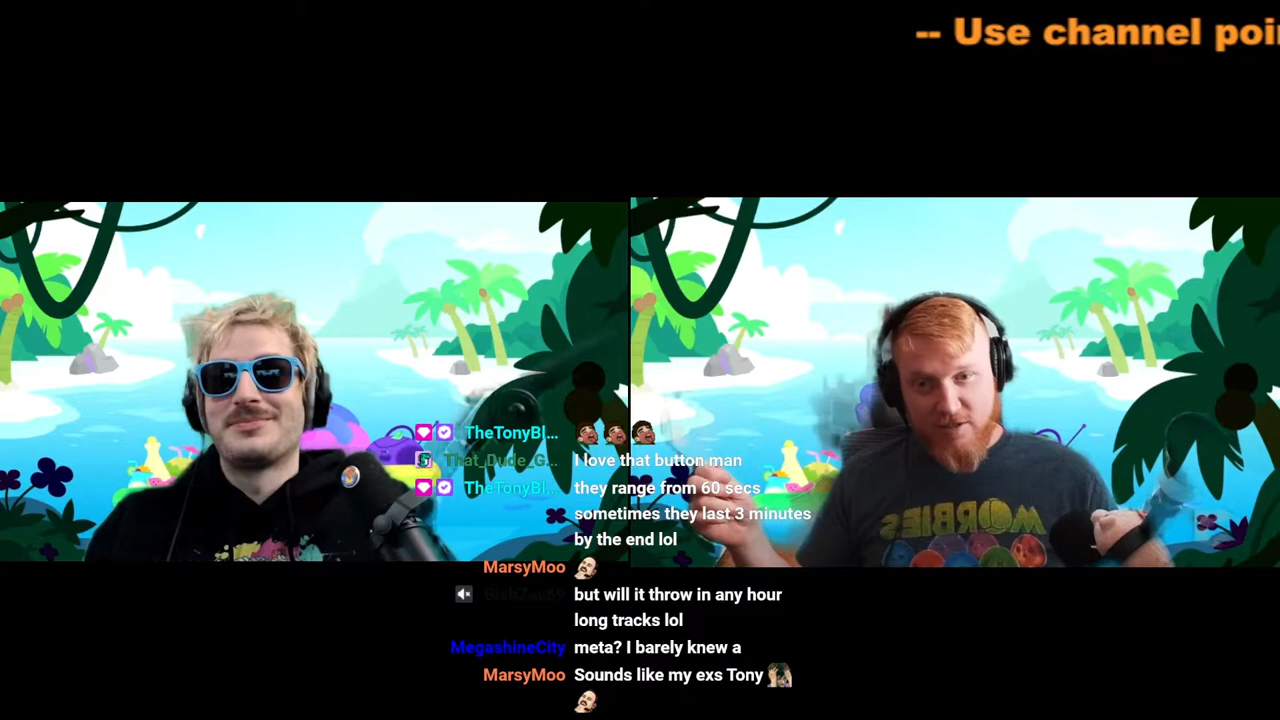 -- Use channel poi
TheTonyBl...
That_Dude_G... I love that button man
TheTonyBl... they range from 60 secs
sometimes they last 3 minutes
by the end lol
MarsyMoo
but will it throw in any hour
long tracks lol
MegashineCity meta? I barely knew a
MarsyMoo Sounds like my exs Tony
MORBIES